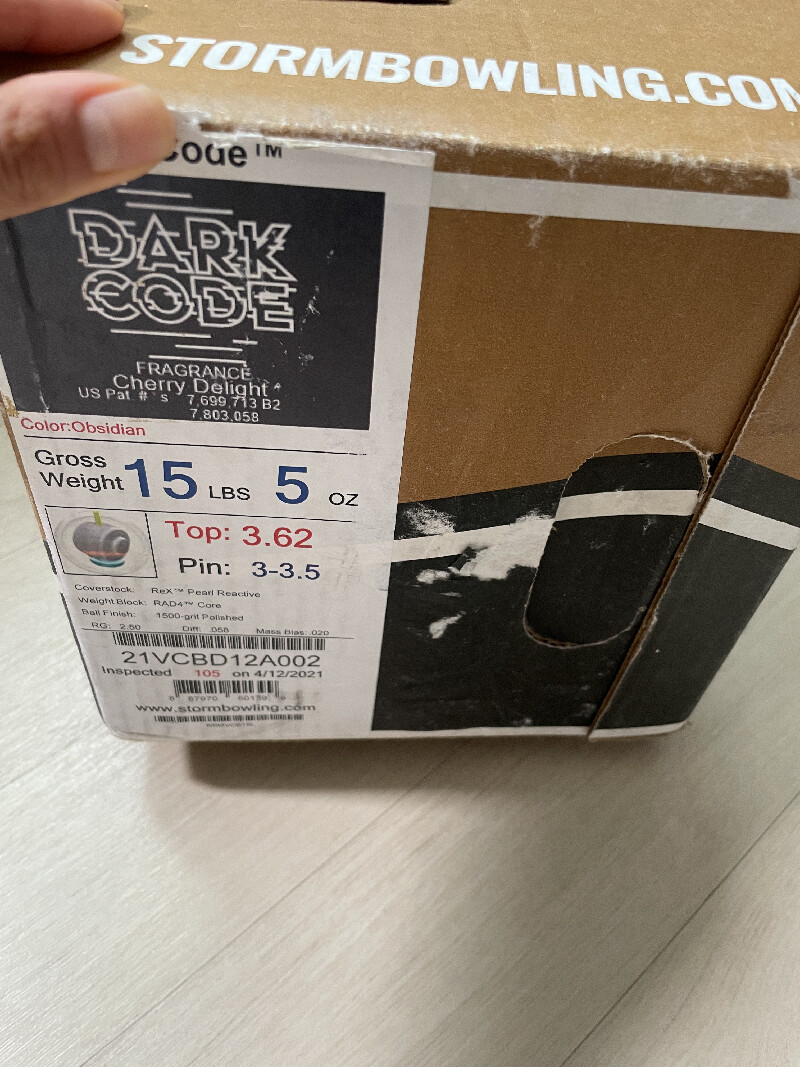 STORMBOWLING.COM
Code™
DARK
CODE
FRAGRANCE
Cherry Delight
US Pat # 's 7,699,713 B2
7,803,058
Color:Obsidian
Gross
Weight 15 LBS 5 OZ
Top: 3.62
Pin: 3-3.5
Coverstock: ReX™ Pearl Reactive
Weight Block: RAD4™ Core
Ball Finish: 1500-grit Polished
RG: 2.50 Diff: .058 Mass Bias: .020
21VCBD12A002
Inspected 105 on 4/12/2021
www.stormbowling.com